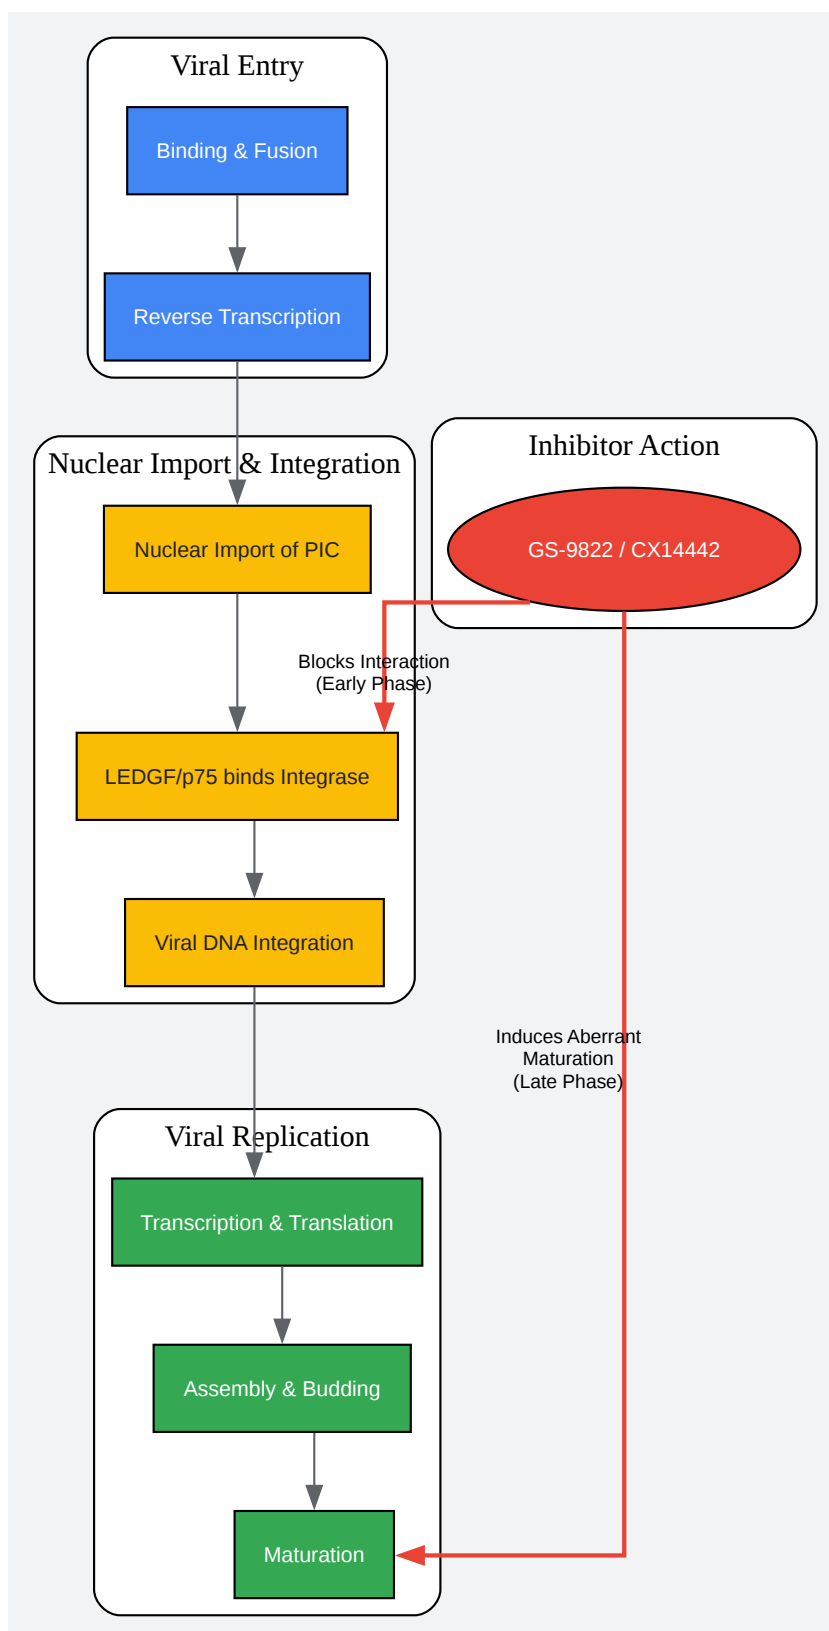 Viral Entry
Binding & Fusion
Reverse Transcription
Nuclear Import & Integration
Nuclear Import of PIC
Inhibitor Action
GS-9822 / CX14442
Blocks Interaction
(Early Phase)
LEDGF/p75 binds Integrase
Viral DNA Integration
Induces Aberrant
Maturation
(Late Phase)
Viral Replication
Transcription & Translation
Assembly & Budding
Maturation